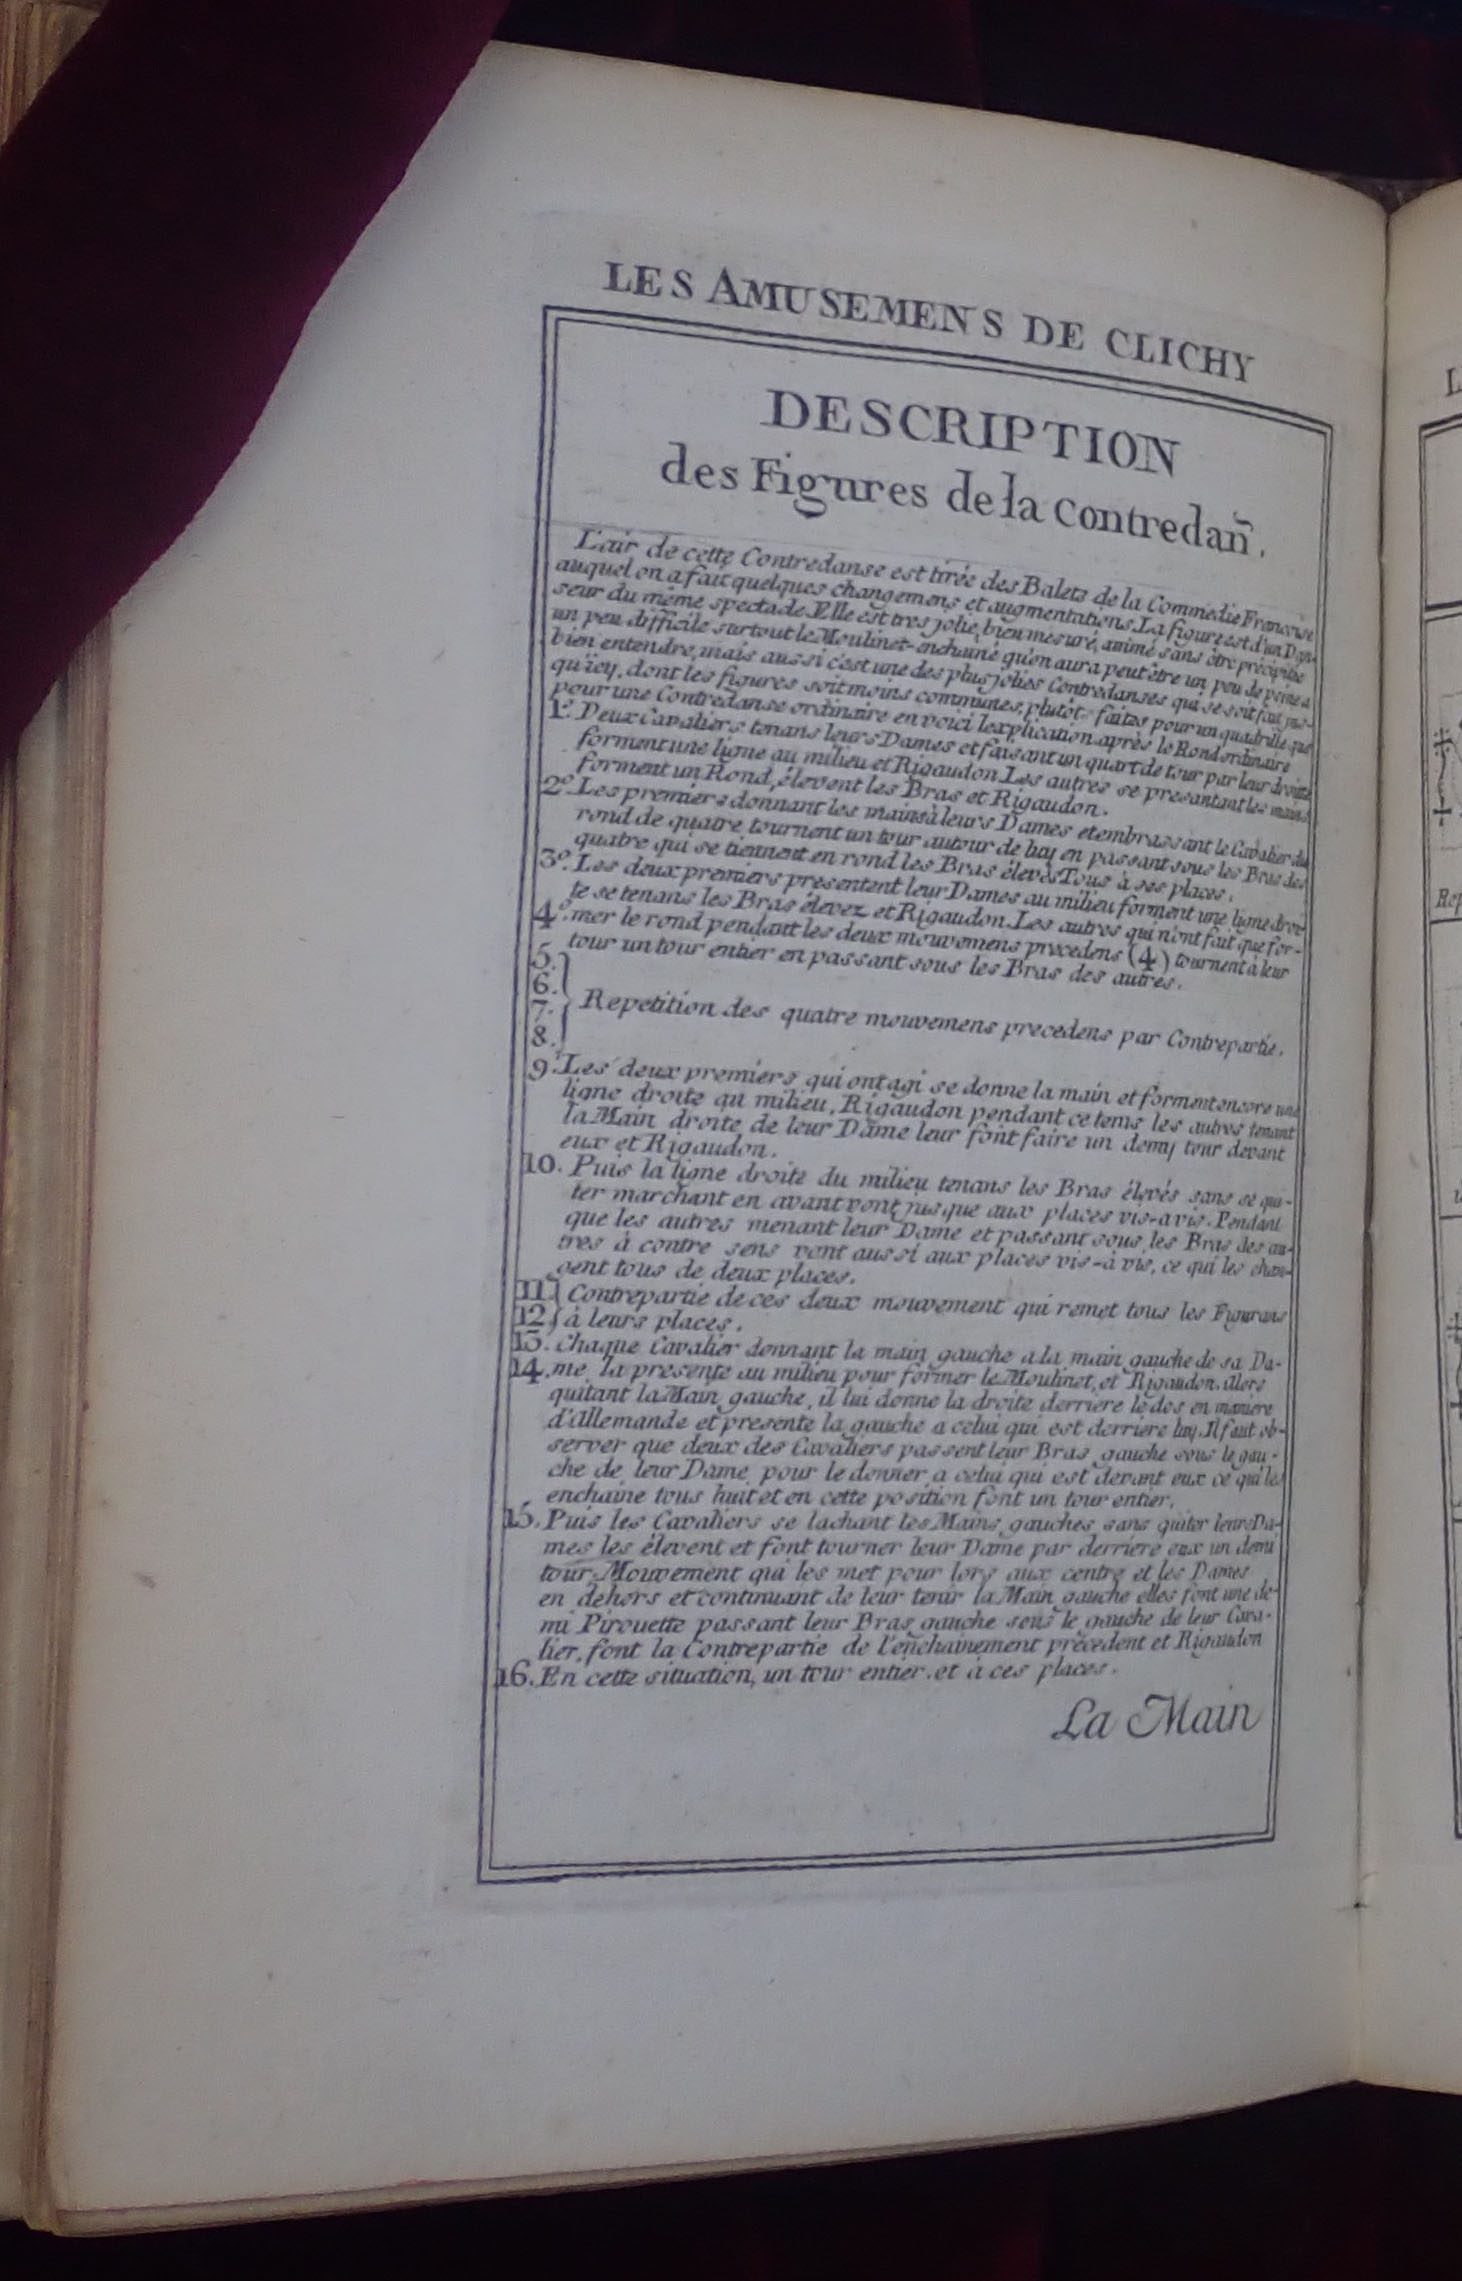 LES AMUSEMENS DE CLICHY
DESCRIPTION
des Figures de la Contredan̄.
L'air de cette Contredanse est tirée des Balets de la Commedie Francoise
auquel on a fait quelques changemens et augmentations. La figure est d'un Dan-
seur du même spectacle Elle est tres jolie, bien mesuré, animé sans être précipitée
un peu difficile surtout le Moulinet-enchainé qu'on aura peut être un peu de peine a
bien entendre, mais aussi c'est une des plus jolies Contredanses qui se soit fait jus-
qu'icy, dont les figures soit moins communes, plutôt faites pour un quadrille que
pour une Contredanse ordinaire en voici lexplication après le Rond ordinaire
1.e Deux Cavaliers tenans leurs Dames et faisant un quart de tour par leur droite
forment une ligne au milieu et Rigaudon. Les autres se presantant les mains
forment un Rond, élevent les Bras et Rigaudon.
2.e Les premiers donnant les mains à leurs Dames et embrassant le Cavalier du
rond de quatre tournent un tour autour de luy en passant sous les Bras des
quatre qui se tiennent en rond les Bras élevés Tous à ses places.
3.e Les deux premiers presentent leur Dames au milieu forment une ligne droi-
te se tenans les Bras élevez et Rigaudon. Les autres qui n'ont fait que for-
4.e mer le rond pendant les deux mouvemens precedens (4) tournent à leur
tour un tour entier en passant sous les Bras des autres.
5.
6.
7. Repetition des quatre mouvemens precedens par Contrepartie.
8.
9. Les deux premiers qui ont agi se donne la main et forment encore une
ligne droite au milieu, Rigaudon pendant ce tems les autres tenant
la Main droite de leur Dame leur font faire un demy tour devant
eux et Rigaudon.
10. Puis la ligne droite du milieu tenans les Bras élevés sans se qui-
ter marchant en avant vont jusque aux places vis-a vis. Pendant
que les autres menant leur Dame et passant sous les Bras des au-
tres à contre sens vont aussi aux places vis-à vis, ce qui les chan-
gent tous de deux places.
11 Contrepartie de ces deux mouvement qui remet tous les Figurans
12 à leurs places.
13. Chaque Cavalier donnant la main gauche a la main gauche de sa Da-
14. me la presente au milieu pour former le Moulinet, et Rigaudon. alors
quitant la Main gauche, il lui donne la droite derriere le dos en maniere
d'Allemande et presente la gauche a celui qui est derriere luy. Il faut ob-
server que deux des Cavaliers passent leur Bras gauche sous le gau-
che de leur Dame pour le donner a celui qui est devant eux ce qui les
enchaine tous huit et en cette position font un tour entier.
15. Puis les Cavaliers se lachant les Mains gauches sans quiter leurs Da-
mes les élevent et font tourner leur Dame par derriere eux un demi
tour. Mouvement qui les met pour lors aux centre et les Dames
en dehors et continuant de leur tenir la Main gauche elles font une de-
mi Pirouette passant leur Bras gauche sous le gauche de leur Cava-
lier, font la Contrepartie de l'enchainement précedent et Rigaudon
16. En cette situation, un tour entier. et à ces places.
La Main